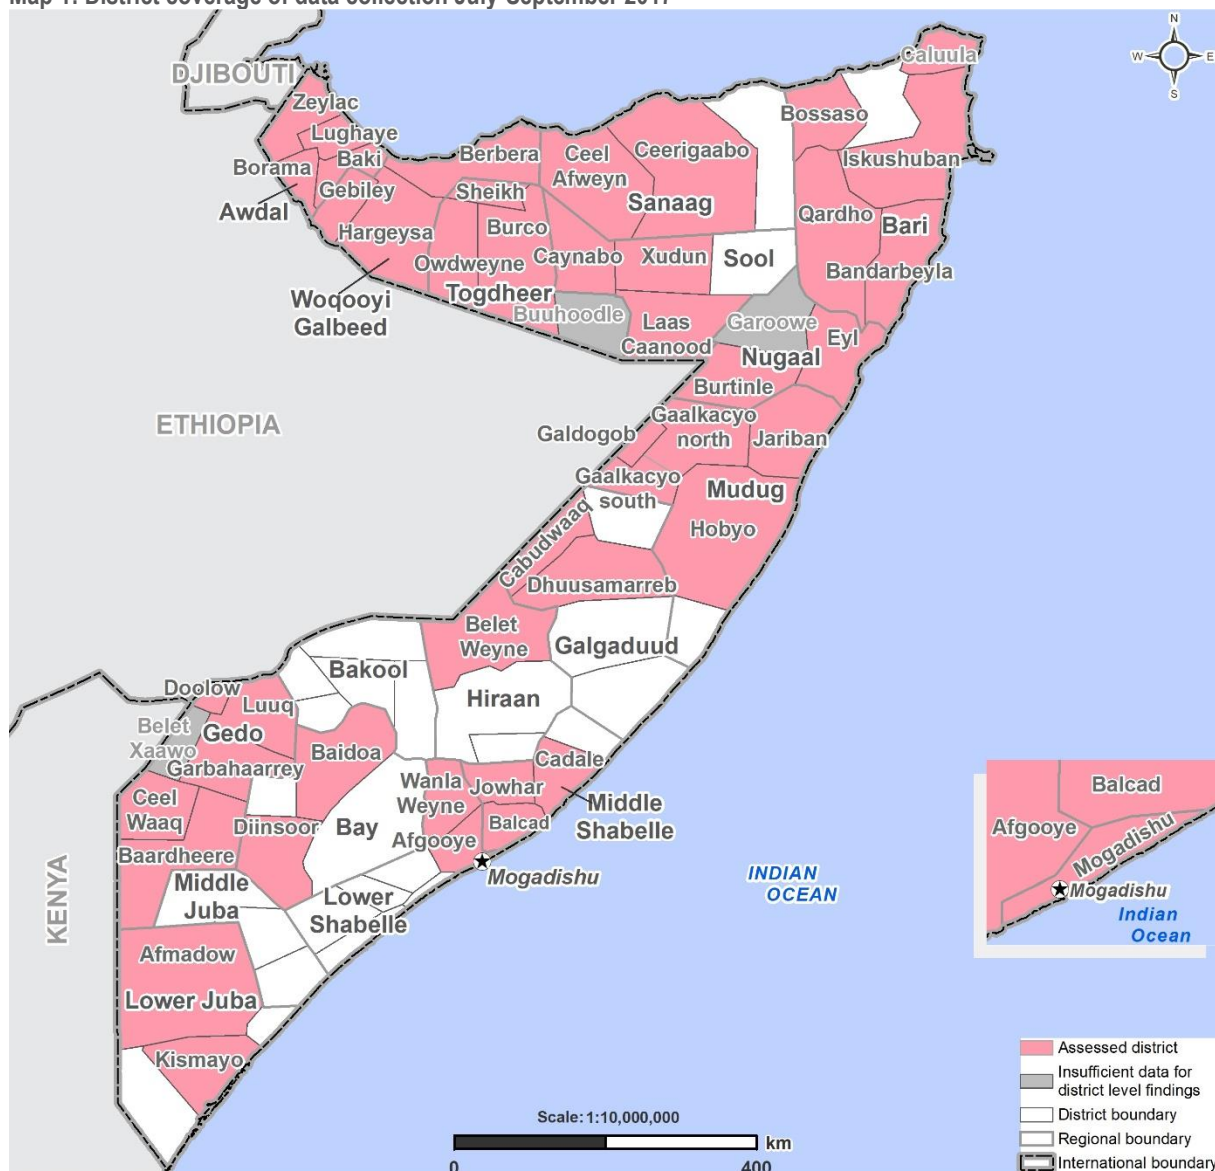 Map 1: District coverage of data collection July-September 2017
N
W
E
S
DJIBOUTI
Caluula
Zeylac
Lughaye
Bossaso
Borama
Baki
Berbera
Ceel
Afweyn
Ceerigaabo
Iskushuban
Gebiley
Sheikh
Sanaag
Awdal
Qardho
Bari
Hargeysa
Burco
Owdweyne
Caynabo
Xudun
Sool
Bandarbeyla
Woqooyi
Galbeed
Togdheer
Buuhoodle
Laas
Caanood
Garoowe
Eyl
Nugaal
Burtinle
ETHIOPIA
Gaalkacyo
north
Galdogob
Jariban
Gaalkacyo
south
Mudug
Hobyo
Cabudwaaq
Dhuusamarreb
Belet
Weyne
Galgaduud
Bakool
Hiraan
Doolow
Luuq
Gedo
Belet
Xaawo
Baidoa
Garbahaarrey
Cadale
Wanla
Weyne
Jowhar
Ceel
Waaq
Middle
Shabelle
Diinsoor
Bay
Balcad
Afgooye
Baardheere
Mogadishu
Middle
Juba
Lower
Shabelle
KENYA
INDIAN
OCEAN
Afmadow
Lower Juba
Kismayo
Balcad
Afgooye
Mogadishu
Mogadishu
Indian
Ocean
Assessed district
Insufficient data for
district level findings
District boundary
Regional boundary
International boundary
Scale: 1:10,000,000
km
0
400